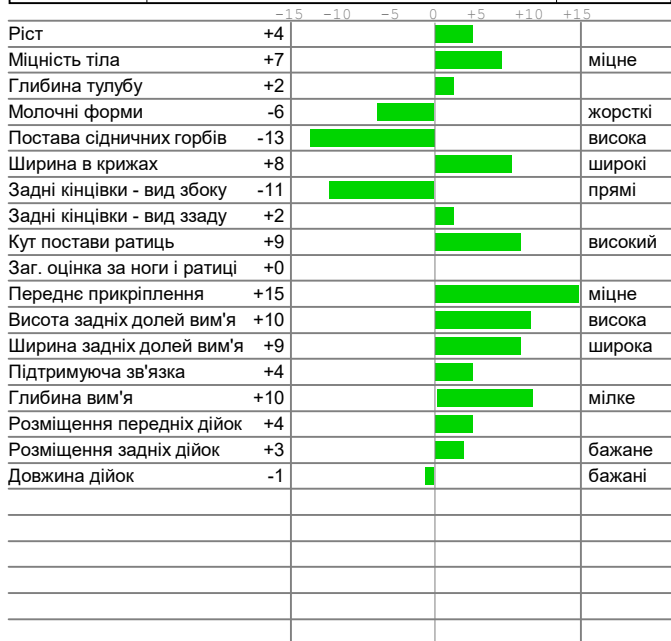 -15 -10 -5 0 +5 +10 +15
Ріст +4
Міцність тіла +7 міцне
Глибина тулубу +2
Молочні форми -6 жорсткі
Постава сідничних горбів -13 висока
Ширина в крижах +8 широкі
Задні кінцівки - вид збоку -11 прямі
Задні кінцівки - вид ззаду +2
Кут постави ратиць +9 високий
Заг. оцінка за ноги і ратиці +0
Переднє прикріплення +15 міцне
Висота задніх долей вим'я +10 висока
Ширина задніх долей вим'я +9 широка
Підтримуюча зв'язка +4
Глибина вим'я +10 мілке
Розміщення передніх дійок +4
Розміщення задніх дійок +3 бажане
Довжина дійок -1 бажані